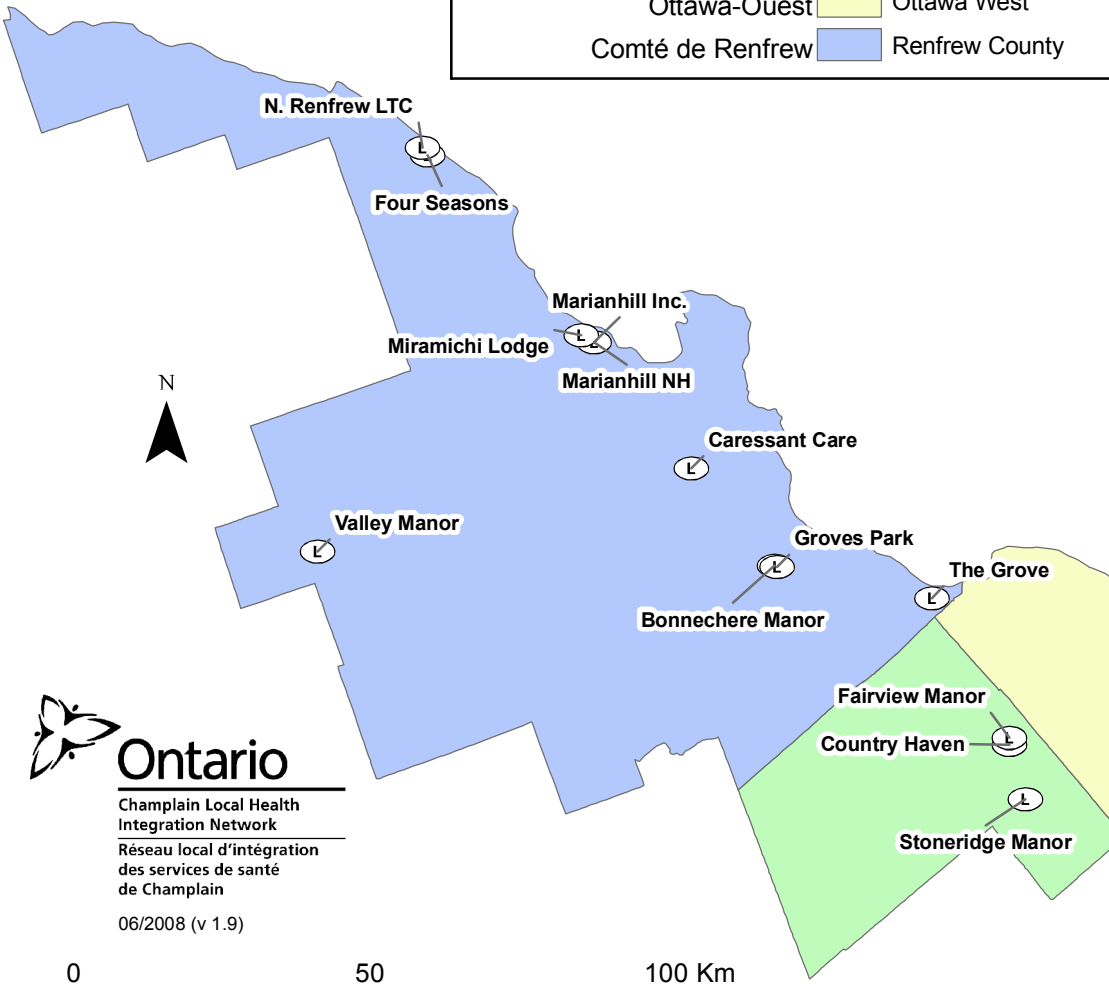 Ottawa-Ouest Ottawa West
Comté de Renfrew Renfrew County
N. Renfrew LTC
L
Four Seasons
Marianhill Inc.
L
L
Miramichi Lodge
Marianhill NH
N
Caressant Care
L
Valley Manor
L
Groves Park
L
The Grove
L
Bonnechere Manor
Fairview Manor
L
Country Haven
L
Stoneridge Manor
Ontario
Champlain Local Health
Integration Network
Réseau local d'intégration
des services de santé
de Champlain
06/2008 (v 1.9)
0 50 100 Km